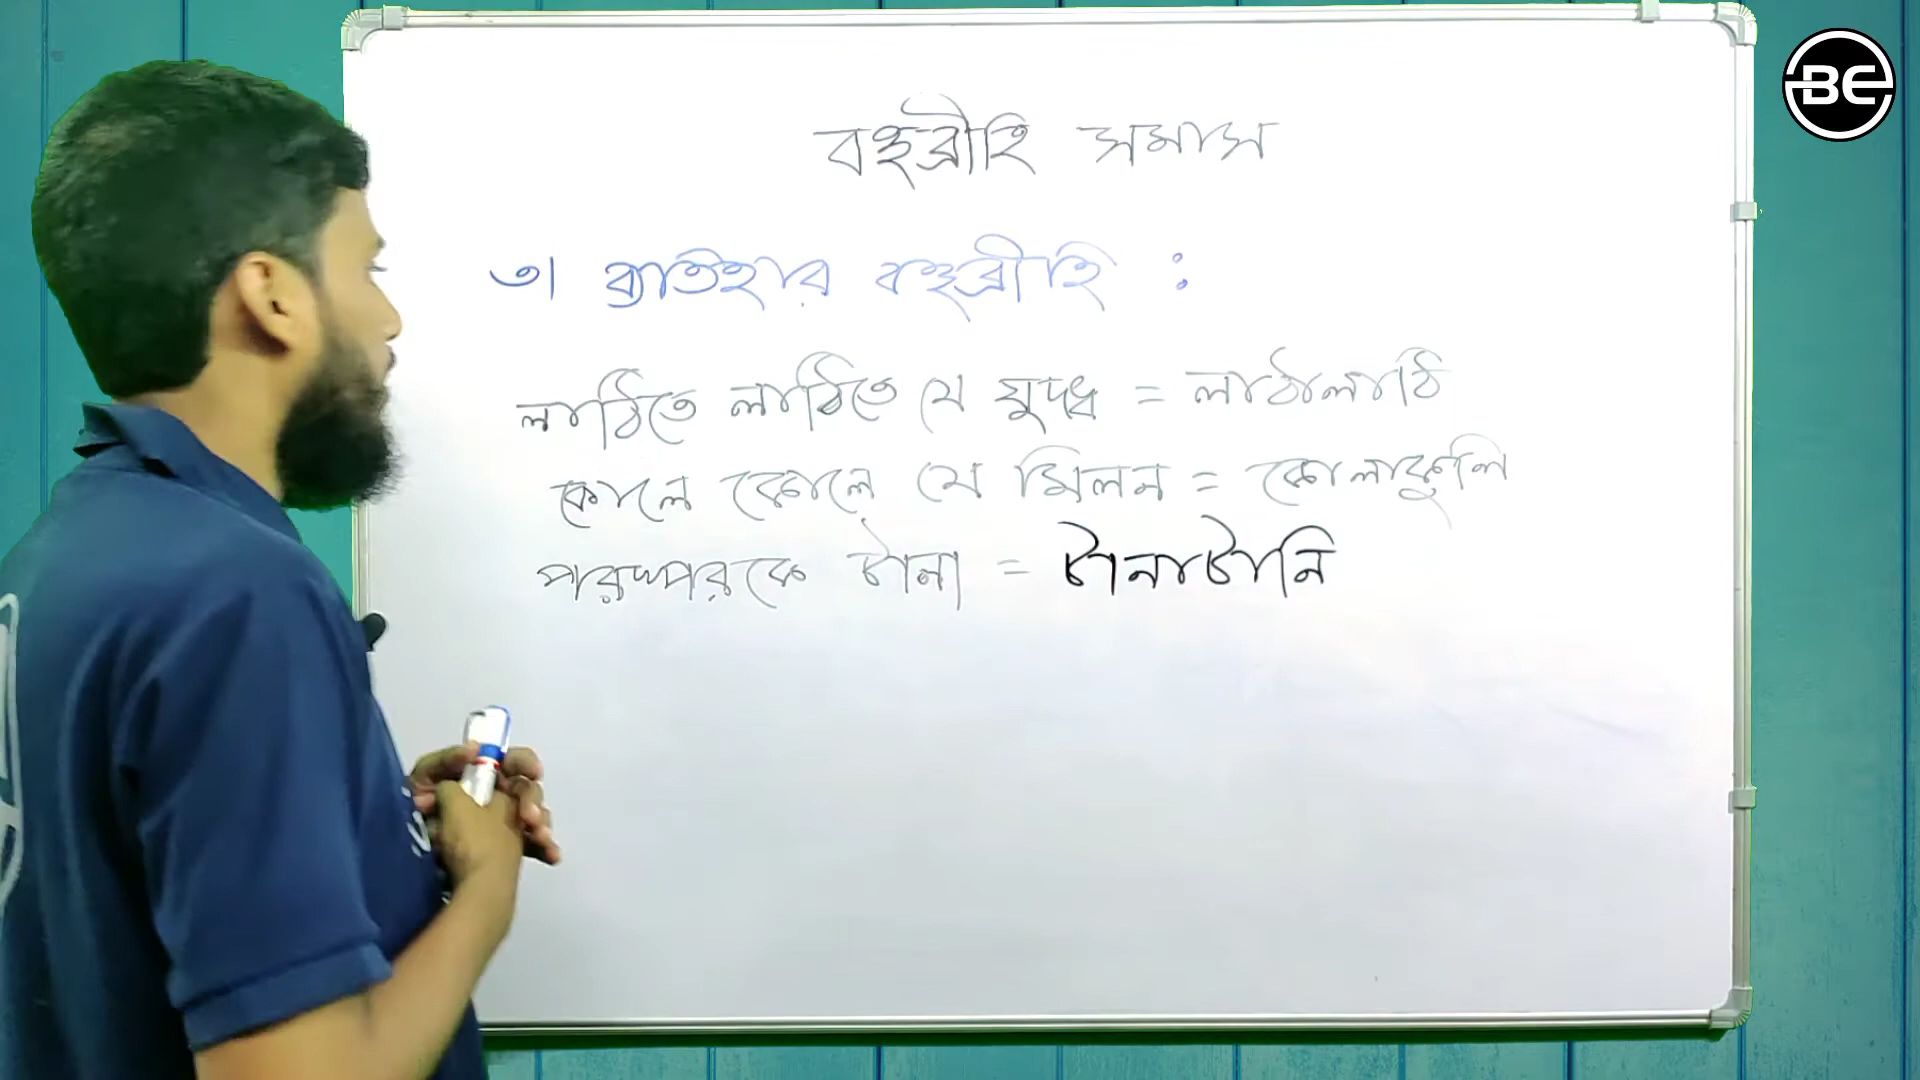 BE
বহুব্রীহি সমাস
৩। ব্যতিহার বহুব্রীহি :
লাঠিতে লাঠিতে যে যুদ্ধ = লাঠালাঠি
কোলে কোলে যে মিলন = কোলাকুলি
পরস্পরকে টানা = টানাটানি